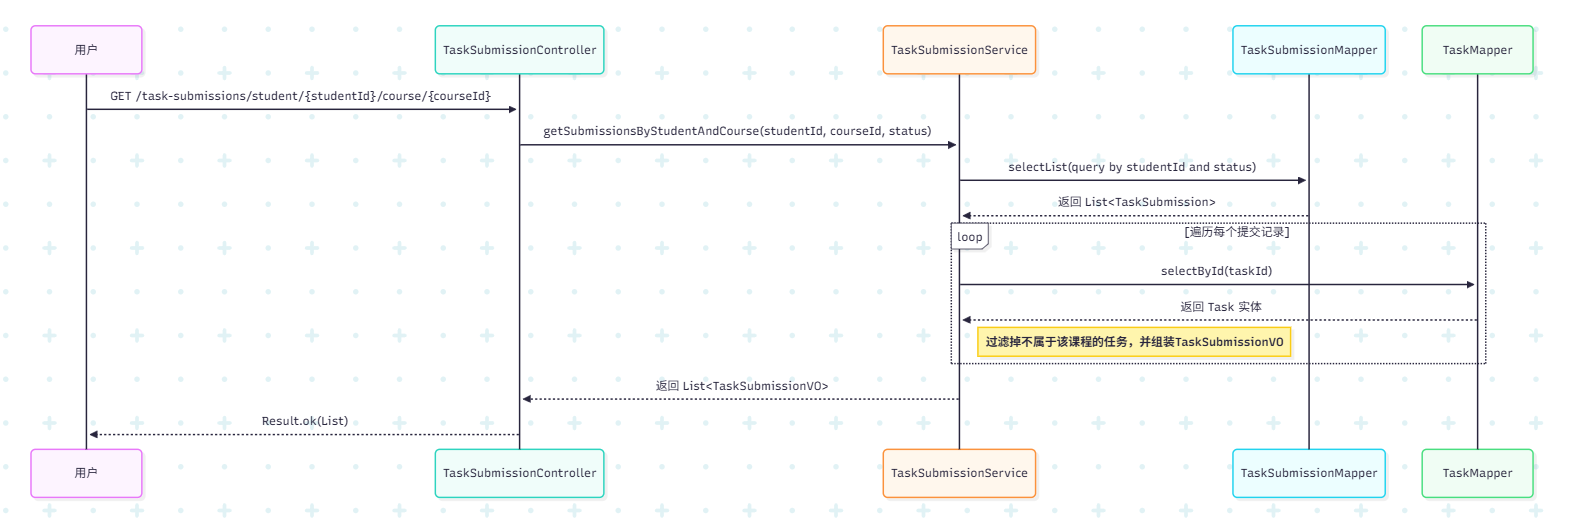 用户
TaskSubmissionController
TaskSubmissionService
TaskSubmissionMapper
TaskMapper
GET /task-submissions/student/{studentId}/course/{courseId}
getSubmissionsByStudentAndCourse(studentId, courseId, status)
selectList(query by studentId and status)
返回 List<TaskSubmission>
loop
[遍历每个提交记录]
selectById(taskId)
返回 Task 实体
过滤掉不属于该课程的任务，并组装TaskSubmissionVO
返回 List<TaskSubmissionVO>
Result.ok(List)
用户
TaskSubmissionController
TaskSubmissionService
TaskSubmissionMapper
TaskMapper